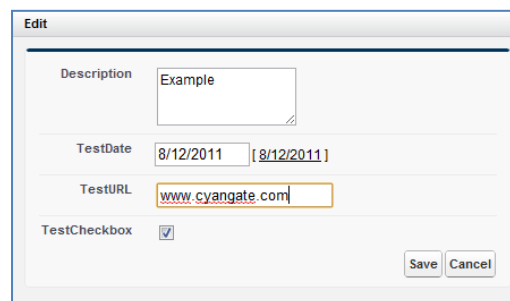 Edit
Description Example
TestDate 8/12/2011 [ 8/12/2011 ]
TestURL www.cyangate.com
TestCheckbox
Save Cancel